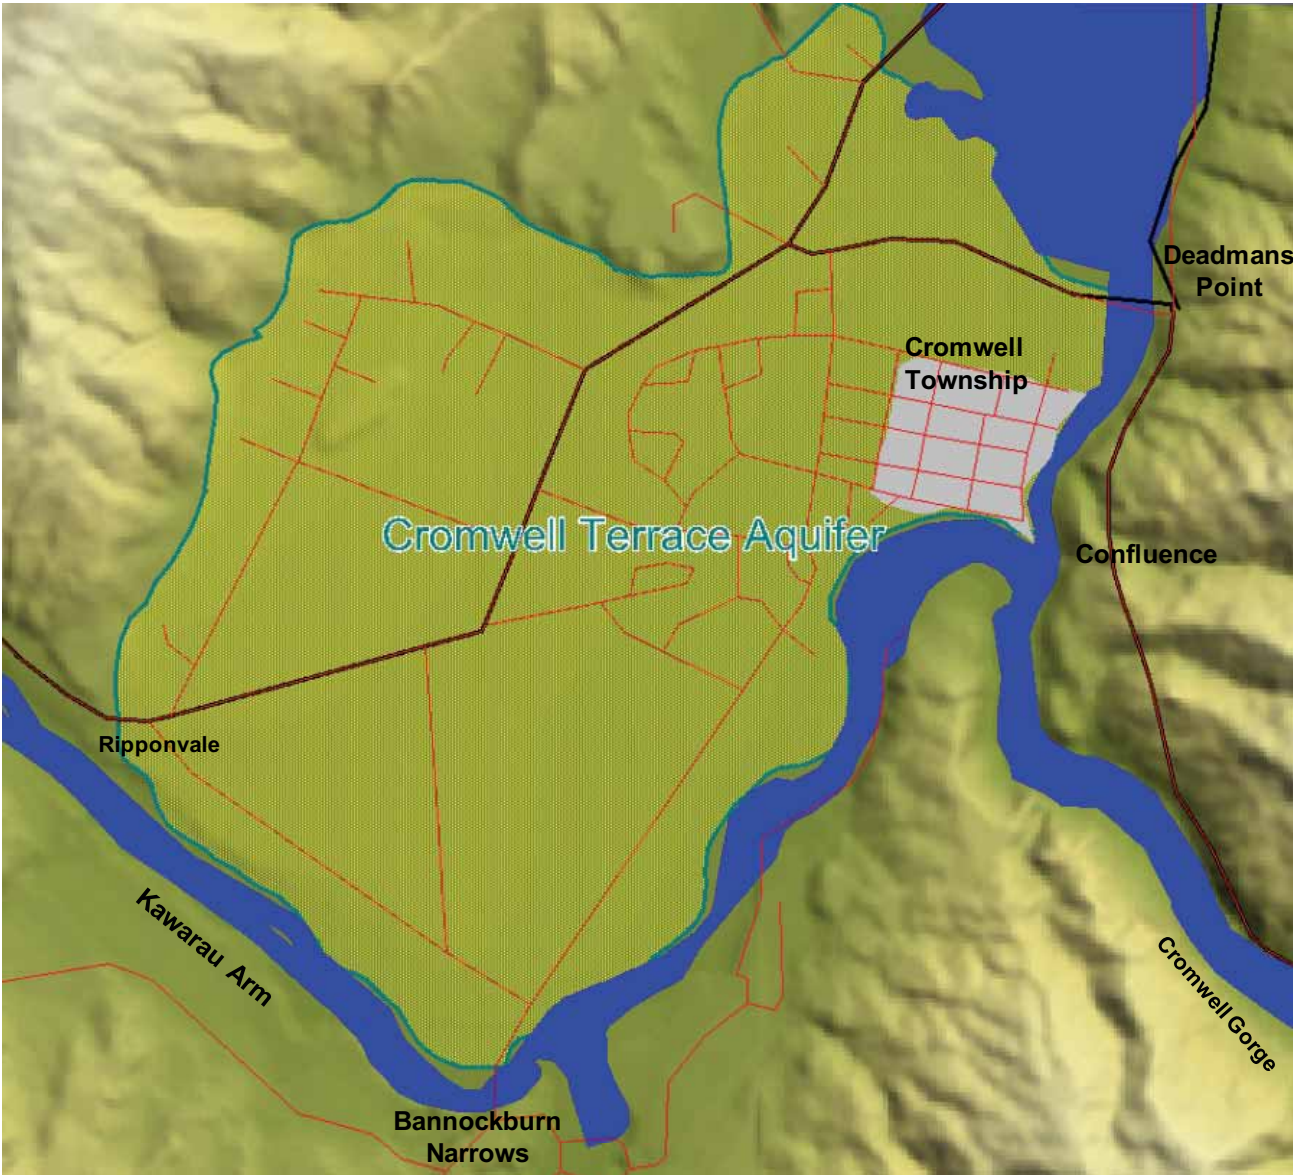 Deadmans
Point
Cromwell
Township
Cromwell Terrace Aquifer
Confluence
Ripponvale
Kawarau Arm
Cromwell Gorge
Bannockburn
Narrows